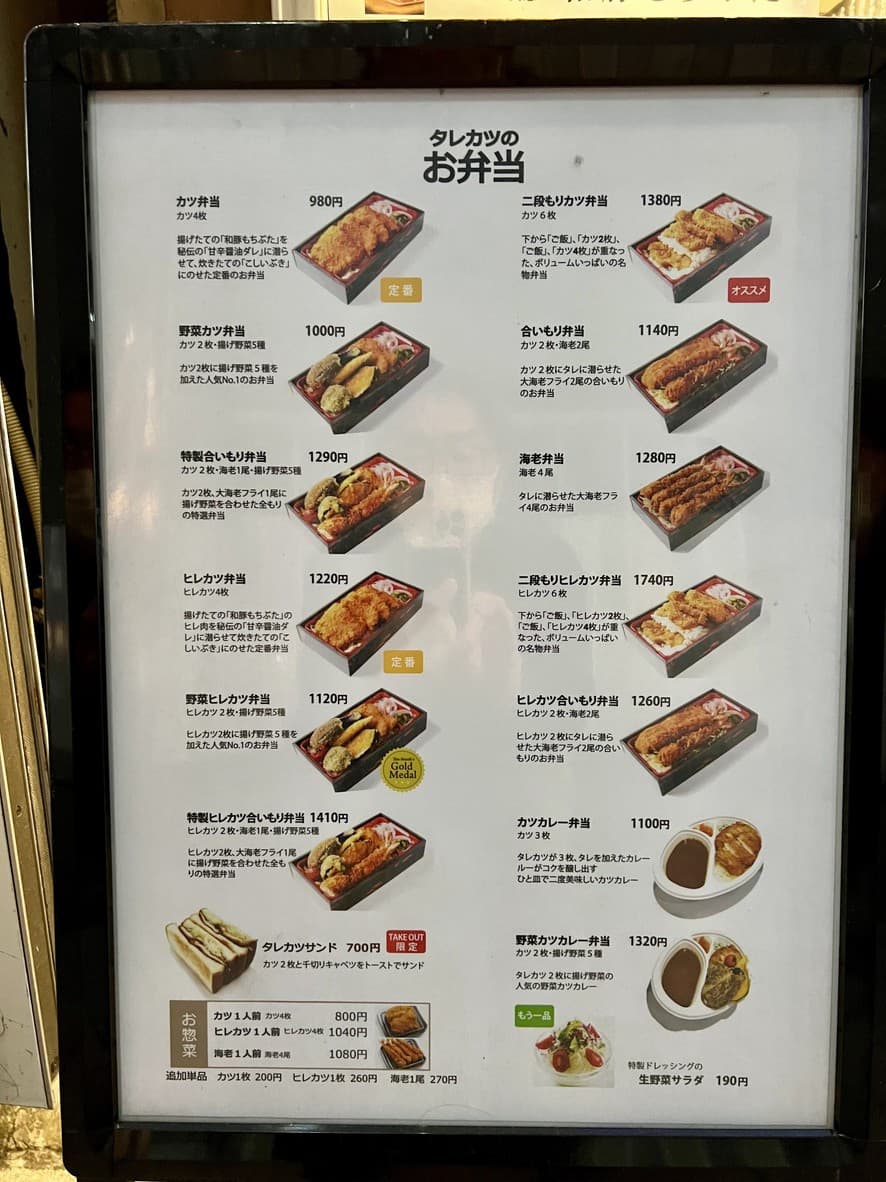 タレカツの
お弁当
カツ弁当 980円
カツ4枚
揚げたての「和豚もちぶた」を
秘伝の「甘辛醤油ダレ」に潜ら
せて、炊きたての「こしいぶき」
にのせた定番のお弁当
定番
野菜カツ弁当 1000円
カツ２枚・揚げ野菜5種
カツ2枚に揚げ野菜５種を
加えた人気No.1のお弁当
特製合いもり弁当 1290円
カツ２枚・海老1尾・揚げ野菜5種
カツ2枚、大海老フライ1尾に
揚げ野菜を合わせた全もり
の特選弁当
ヒレカツ弁当 1220円
ヒレカツ4枚
揚げたての「和豚もちぶた」の
ヒレ肉を秘伝の「甘辛醤油ダ
レ」に潜らせて炊きたての「こ
しいぶき」にのせた定番弁当
定番
野菜ヒレカツ弁当 1120円
ヒレカツ２枚・揚げ野菜5種
ヒレカツ2枚に揚げ野菜５種を
加えた人気No.1のお弁当
Gold
Medal
特製ヒレカツ合いもり弁当 1410円
ヒレカツ２枚・海老1尾・揚げ野菜5種
ヒレカツ2枚、大海老フライ1尾
に揚げ野菜を合わせた全も
りの特選弁当
タレカツサンド 700円
TAKE OUT
限定
カツ２枚と千切りキャベツをトーストでサンド
お惣菜
カツ１人前 カツ4枚 800円
ヒレカツ１人前 ヒレカツ4枚 1040円
海老１人前 海老4尾 1080円
追加単品 カツ1枚 200円 ヒレカツ1枚 260円 海老1尾 270円
二段もりカツ弁当 1380円
カツ６枚
下から「ご飯」、「カツ2枚」、
「ご飯」、「カツ4枚」が重なっ
た、ボリュームいっぱいの名
物弁当
オススメ
合いもり弁当 1140円
カツ２枚・海老2尾
カツ２枚にタレに潜らせた
大海老フライ2尾の合いもり
のお弁当
海老弁当 1280円
海老４尾
タレに潜らせた大海老フラ
イ4尾のお弁当
二段もりヒレカツ弁当 1740円
ヒレカツ６枚
下から「ご飯」、「ヒレカツ2枚」、
「ご飯」、「ヒレカツ4枚」が重
なった、ボリュームいっぱい
の名物弁当
ヒレカツ合いもり弁当 1260円
ヒレカツ２枚・海老2尾
ヒレカツ２枚にタレに潜ら
せた大海老フライ2尾の合い
もりのお弁当
カツカレー弁当 1100円
カツ３枚
タレカツが３枚、タレを加えたカレー
ルーがコクを醸し出す
ひと皿で二度美味しいカツカレー
野菜カツカレー弁当 1320円
カツ２枚・揚げ野菜５種
タレカツ２枚に揚げ野菜の
人気の野菜カツカレー
もう一品
特製ドレッシングの
生野菜サラダ 190円